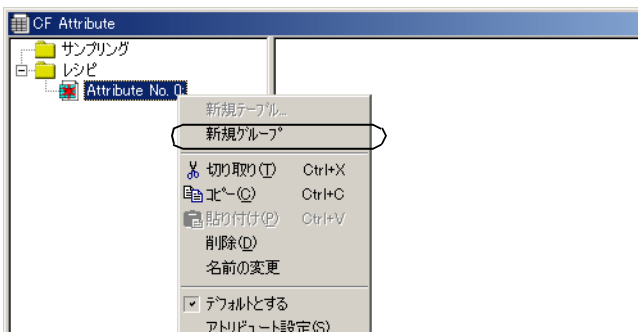 CF Attribute
サンプリング
レシピ
Attribute No. 0
新規テーブル...
新規グループ
切り取り(T) Ctrl+X
コピー(C) Ctrl+C
貼り付け(P) Ctrl+V
削除(D)
名前の変更
デフォルトとする
アトリビュート設定(S)